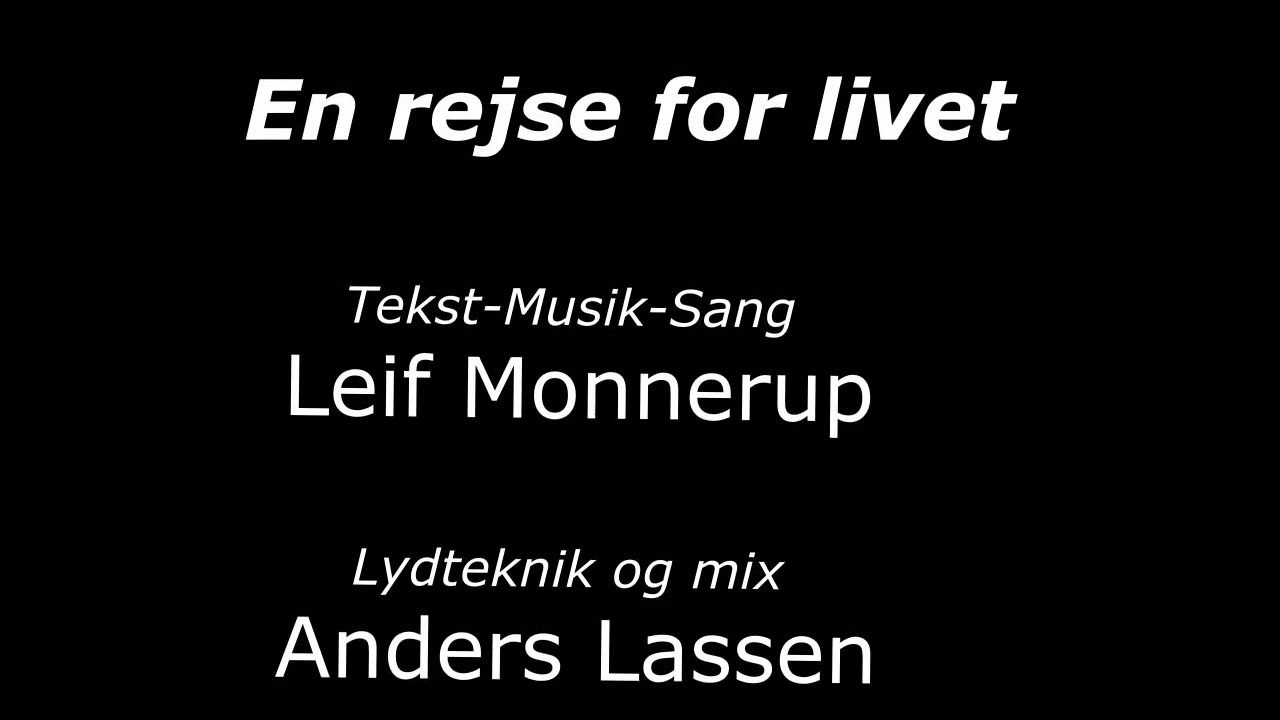 En rejse for livet
Tekst-Musik-Sang
Leif Monnerup
Lydteknik og mix
Anders Lassen